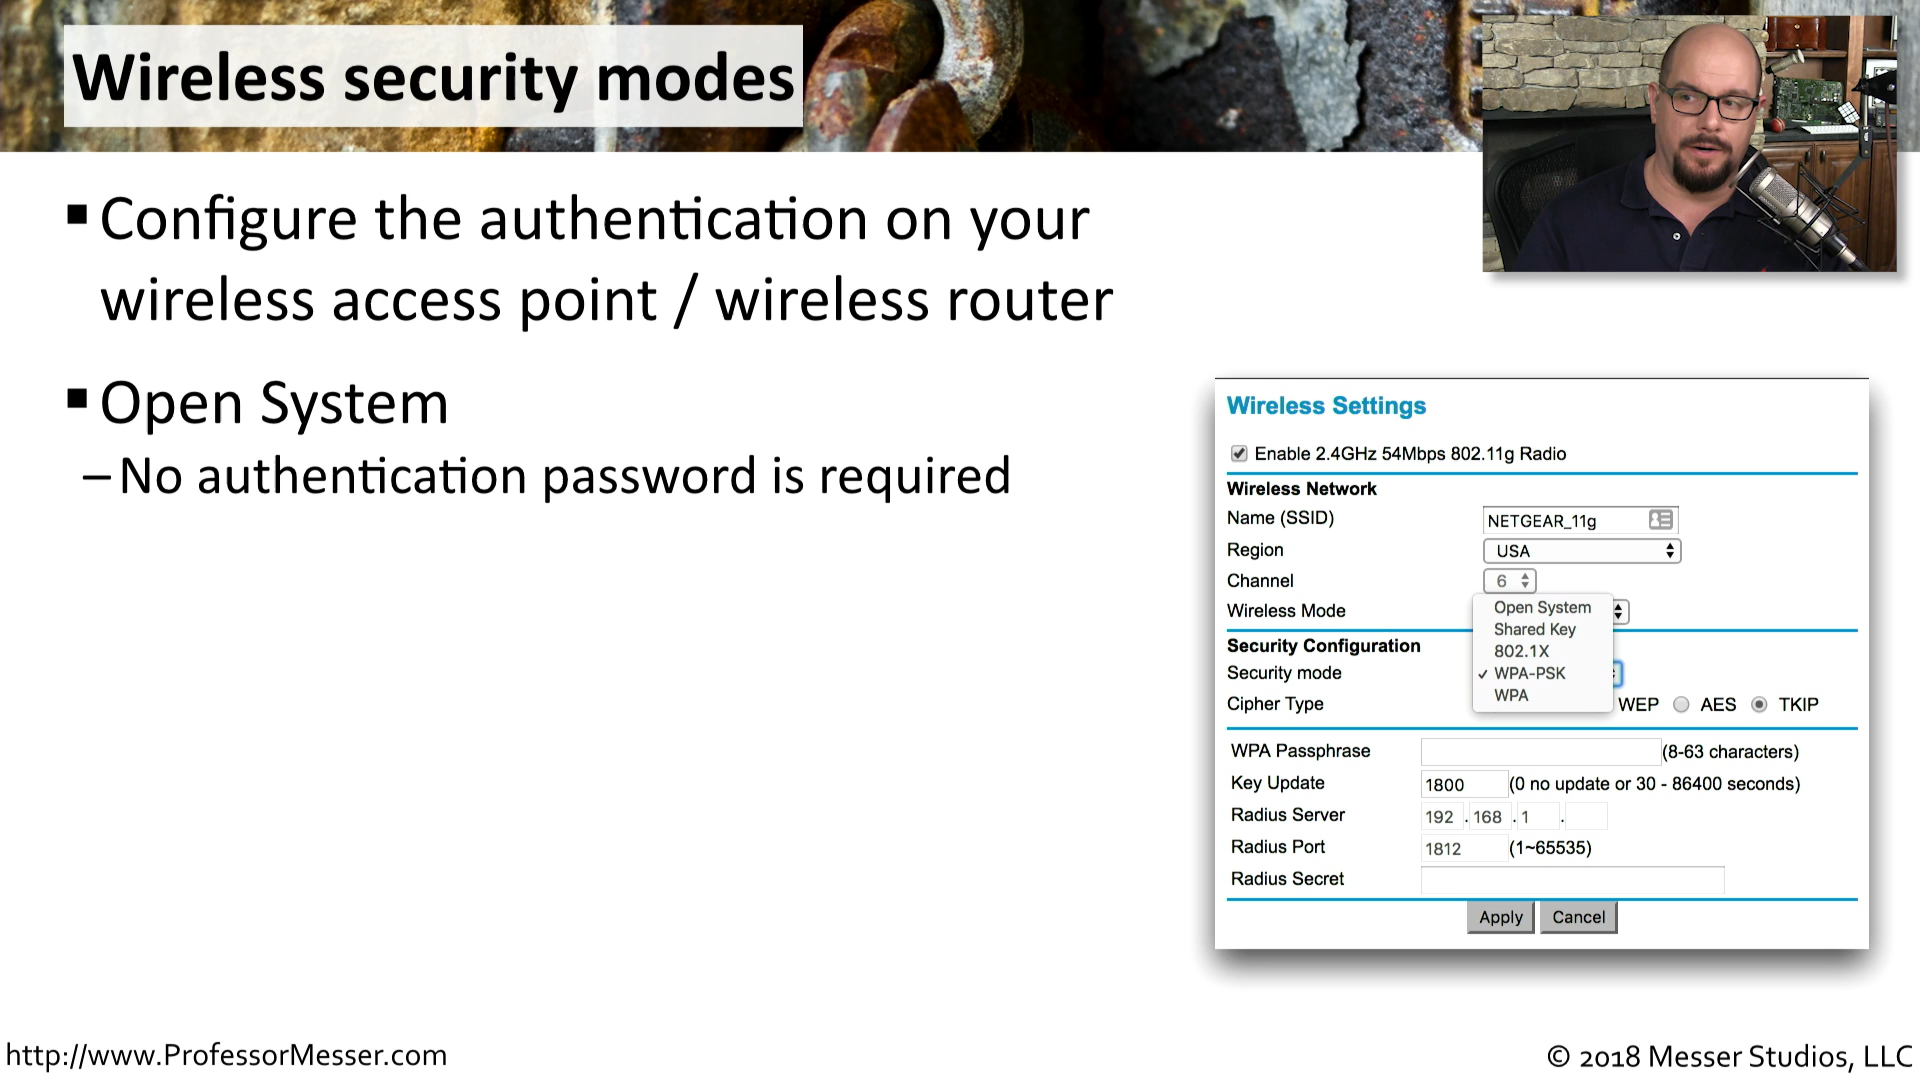 Wireless security modes
Configure the authentication on your
wireless access point / wireless router
Open System
– No authentication password is required
Wireless Settings
Enable 2.4GHz 54Mbps 802.11g Radio
Wireless Network
Name (SSID) NETGEAR_11g
Region USA
Channel 6
Wireless Mode
Open System
Shared Key
802.1X
✓ WPA-PSK
WPA
Security Configuration
Security mode
Cipher Type WEP AES TKIP
WPA Passphrase (8-63 characters)
Key Update 1800 (0 no update or 30 - 86400 seconds)
Radius Server 192 . 168 . 1 .
Radius Port 1812 (1~65535)
Radius Secret
Apply Cancel
http://www.ProfessorMesser.com
© 2018 Messer Studios, LLC